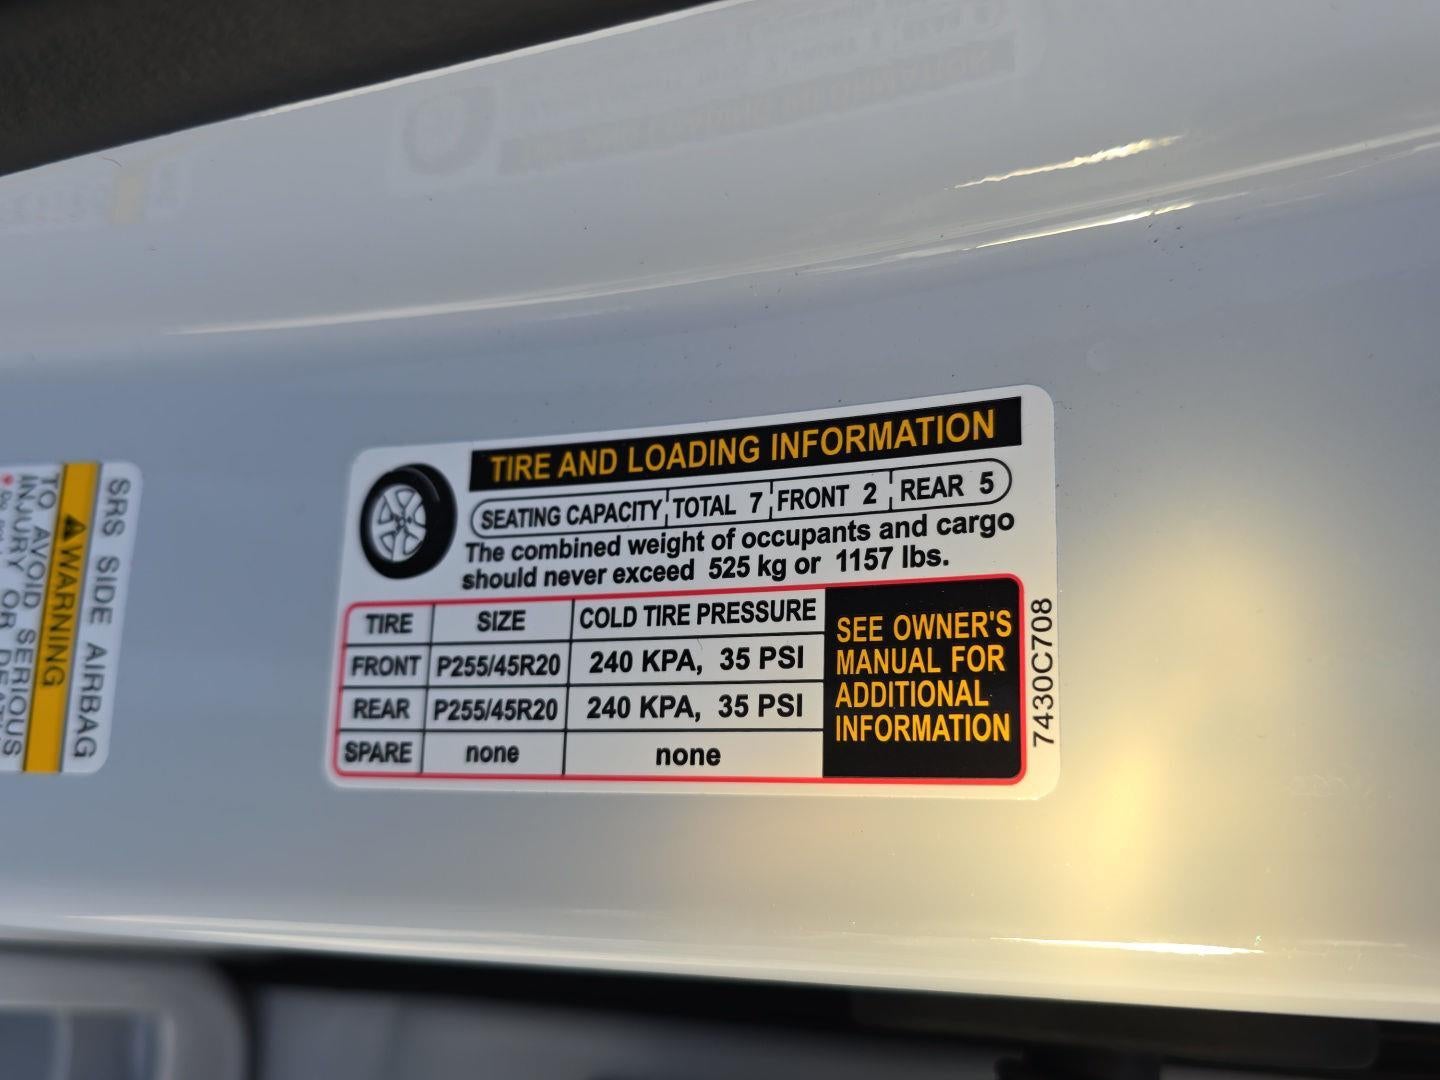 TIRE AND LOADING INFORMATION
SEATING CAPACITY TOTAL 7 FRONT 2 REAR 5
The combined weight of occupants and cargo
should never exceed 525 kg or 1157 lbs.
TIRE SIZE COLD TIRE PRESSURE
FRONT P255/45R20 240 KPA, 35 PSI
REAR P255/45R20 240 KPA, 35 PSI
SPARE none none
SEE OWNER'S
MANUAL FOR
ADDITIONAL
INFORMATION
7430C708
SRS SIDE AIRBAG
WARNING
TO AVOID SERIOUS
INJURY OR DEATH